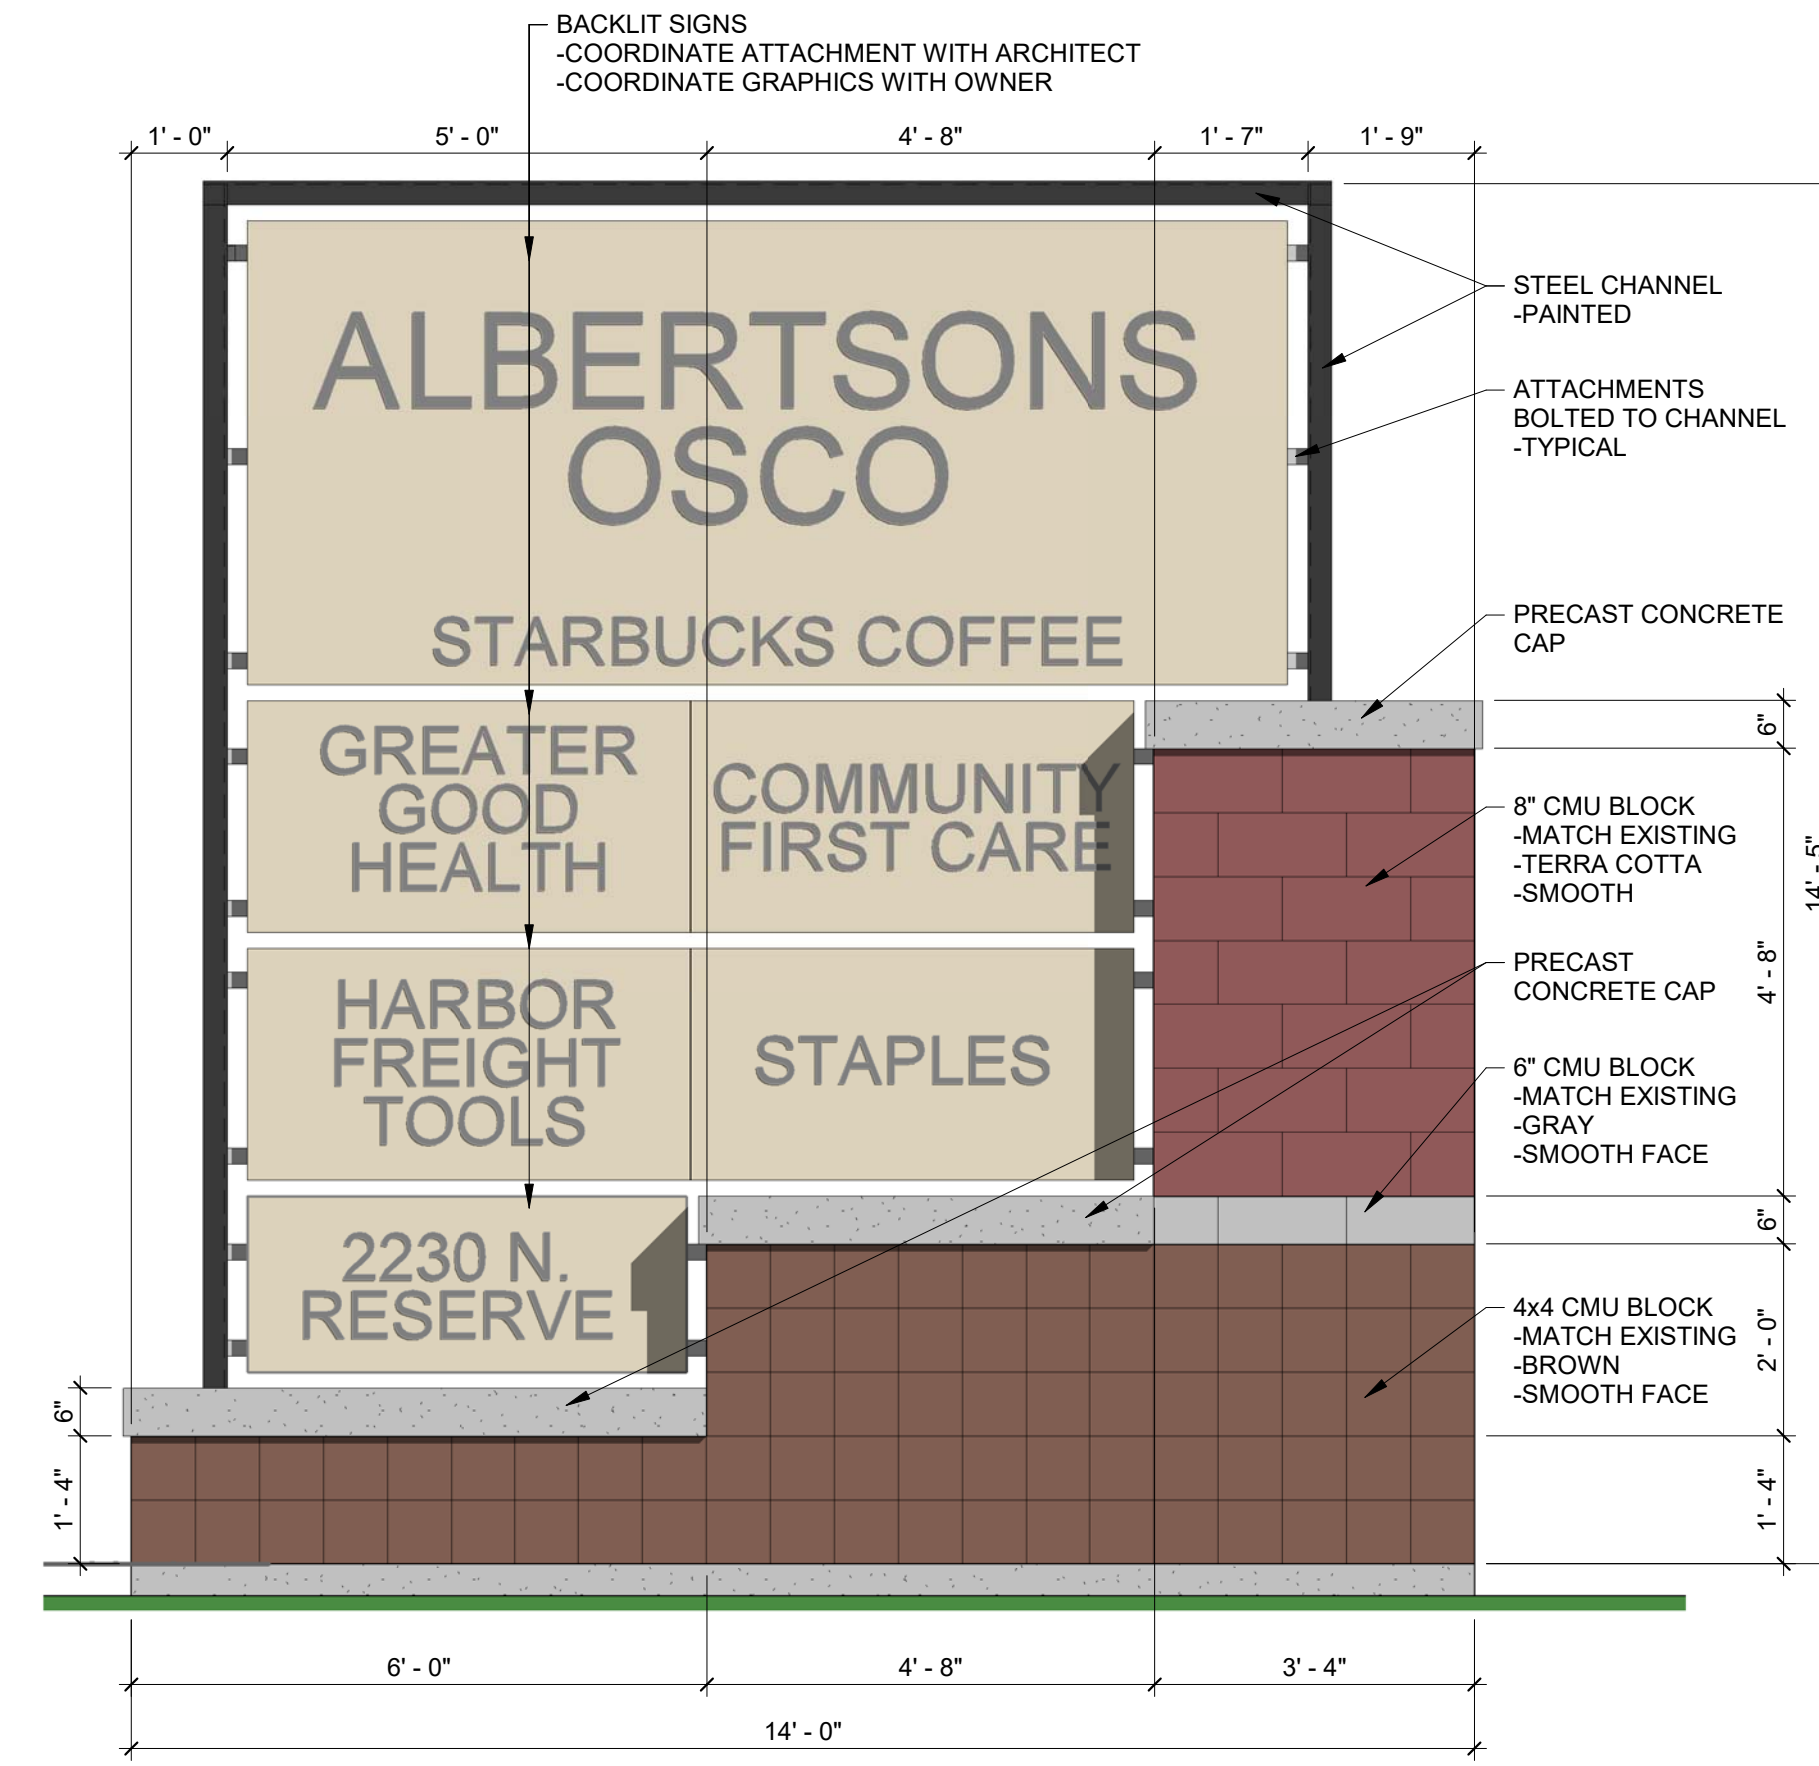 BACKLIT SIGNS
-COORDINATE ATTACHMENT WITH ARCHITECT
-COORDINATE GRAPHICS WITH OWNER
1' - 0"
5' - 0"
4' - 8"
1' - 7"
1' - 9"
ALBERTSONS
OSCO
STARBUCKS COFFEE
GREATER
GOOD
HEALTH
COMMUNITY
FIRST CARE
HARBOR
FREIGHT
TOOLS
STAPLES
2230 N.
RESERVE
STEEL CHANNEL
-PAINTED
ATTACHMENTS
BOLTED TO CHANNEL
-TYPICAL
PRECAST CONCRETE
CAP
8" CMU BLOCK
-MATCH EXISTING
-TERRA COTTA
-SMOOTH
PRECAST
CONCRETE CAP
6" CMU BLOCK
-MATCH EXISTING
-GRAY
-SMOOTH FACE
4x4 CMU BLOCK
-MATCH EXISTING
-BROWN
-SMOOTH FACE
6"
4' - 8"
6"
2' - 0"
1' - 4"
14' - 5"
6"
1' - 4"
6' - 0"
4' - 8"
3' - 4"
14' - 0"